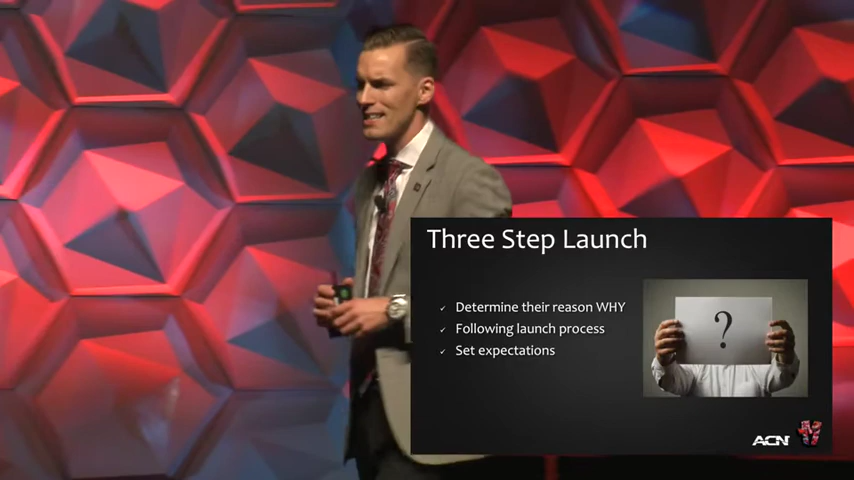 Three Step Launch
Determine their reason WHY
Following launch process
Set expectations
?
ACN